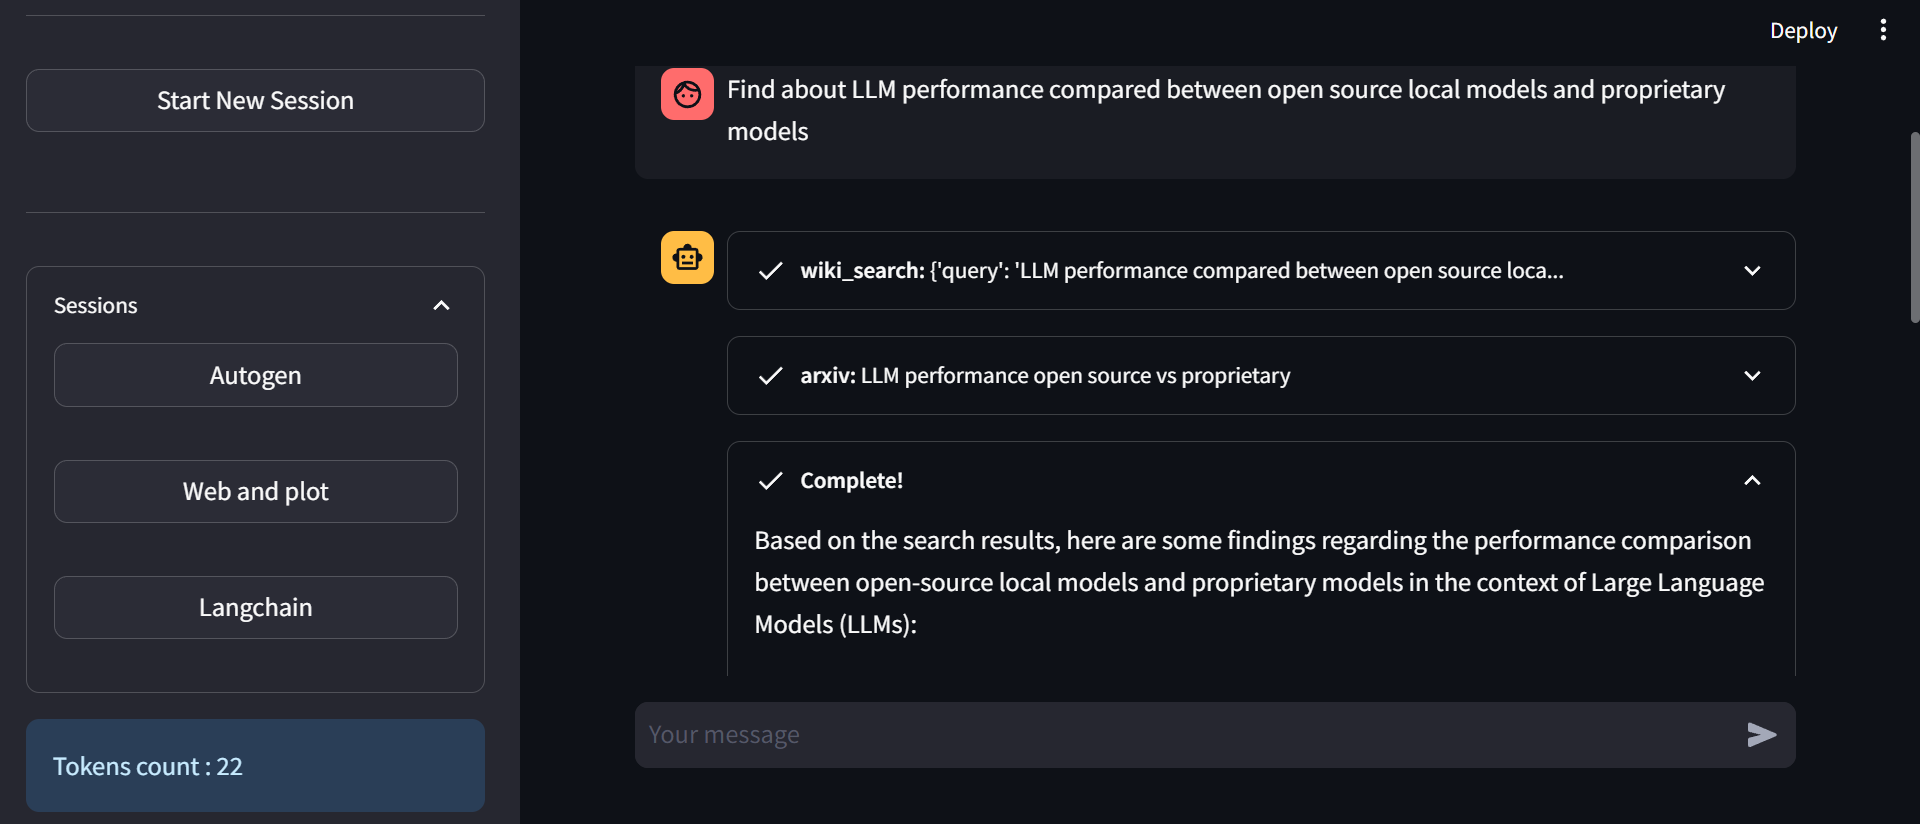 Start New Session
Sessions
Autogen
Web and plot
Langchain
Tokens count : 22
Deploy
Find about LLM performance compared between open source local models and proprietary
models
wiki_search: {'query': 'LLM performance compared between open source loca...
arxiv: LLM performance open source vs proprietary
Complete!
Based on the search results, here are some findings regarding the performance comparison
between open-source local models and proprietary models in the context of Large Language
Models (LLMs):
Your message